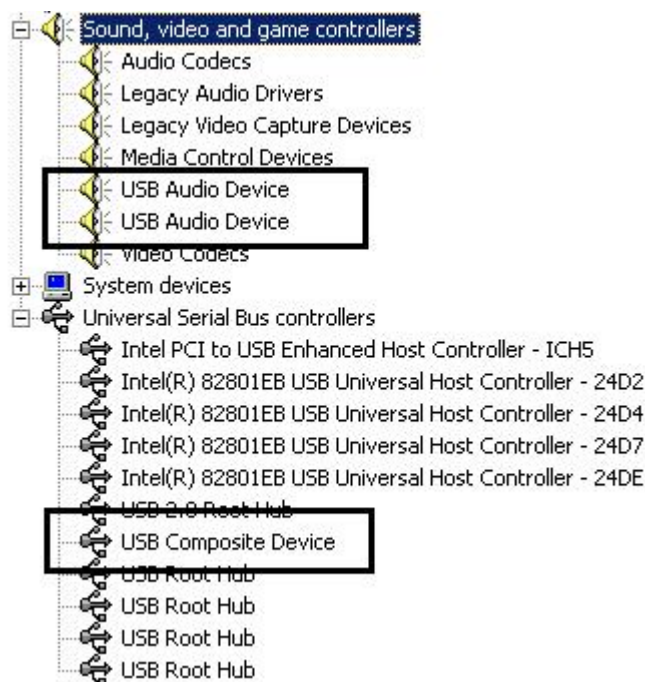 Sound, video and game controllers
Audio Codecs
Legacy Audio Drivers
Legacy Video Capture Devices
Media Control Devices
USB Audio Device
USB Audio Device
Video Codecs
System devices
Universal Serial Bus controllers
Intel PCI to USB Enhanced Host Controller - ICH5
Intel(R) 82801EB USB Universal Host Controller - 24D2
Intel(R) 82801EB USB Universal Host Controller - 24D4
Intel(R) 82801EB USB Universal Host Controller - 24D7
Intel(R) 82801EB USB Universal Host Controller - 24DE
USB 2.0 Root Hub
USB Composite Device
USB Root Hub
USB Root Hub
USB Root Hub
USB Root Hub